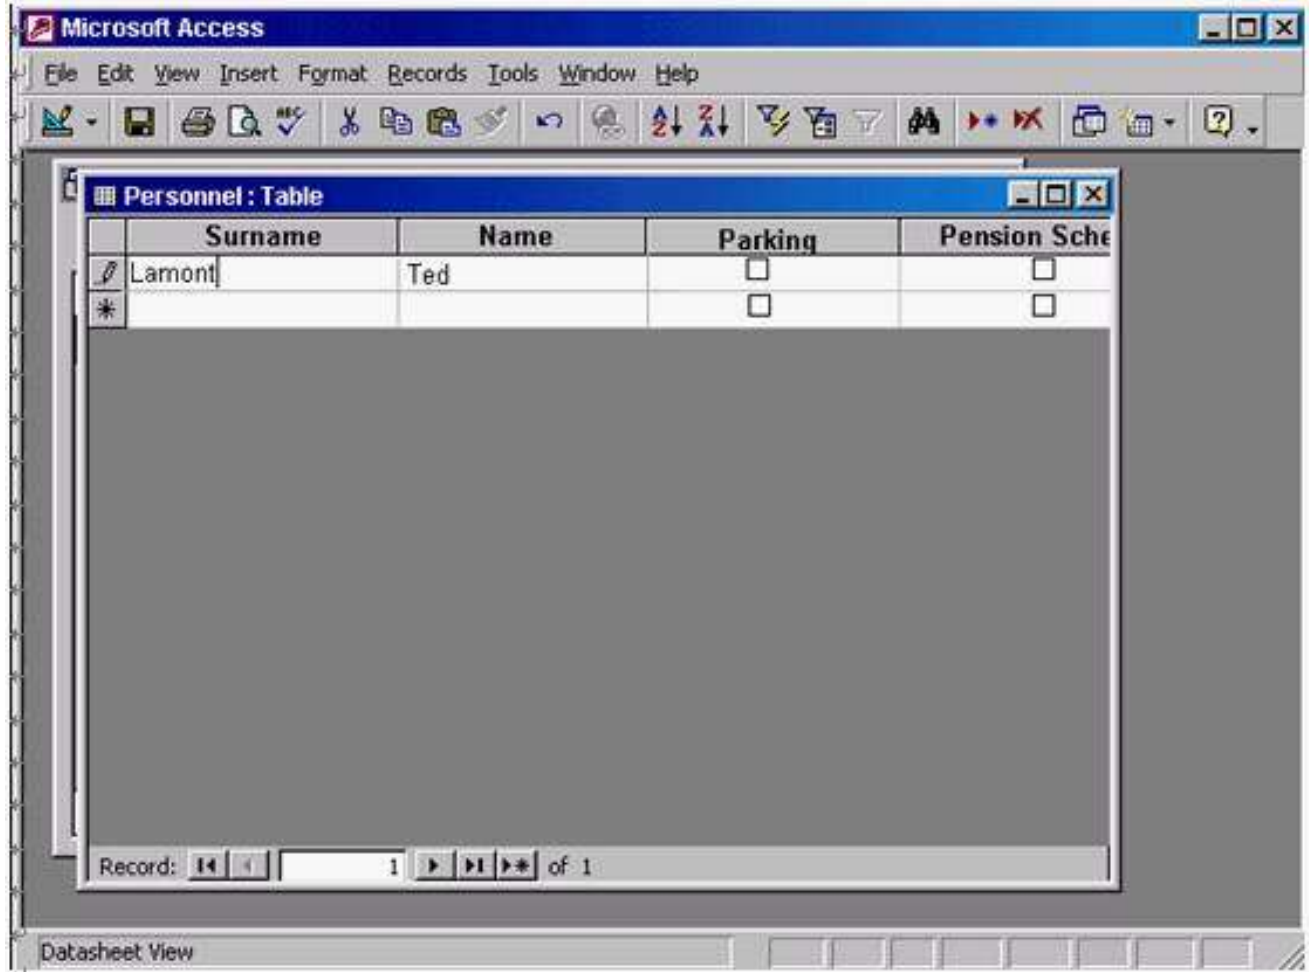 Microsoft Access
File Edit View Insert Format Records Tools Window Help
Personnel : Table
Surname Name Parking Pension Sche
Lamont Ted
Record: 1 of 1
Datasheet View